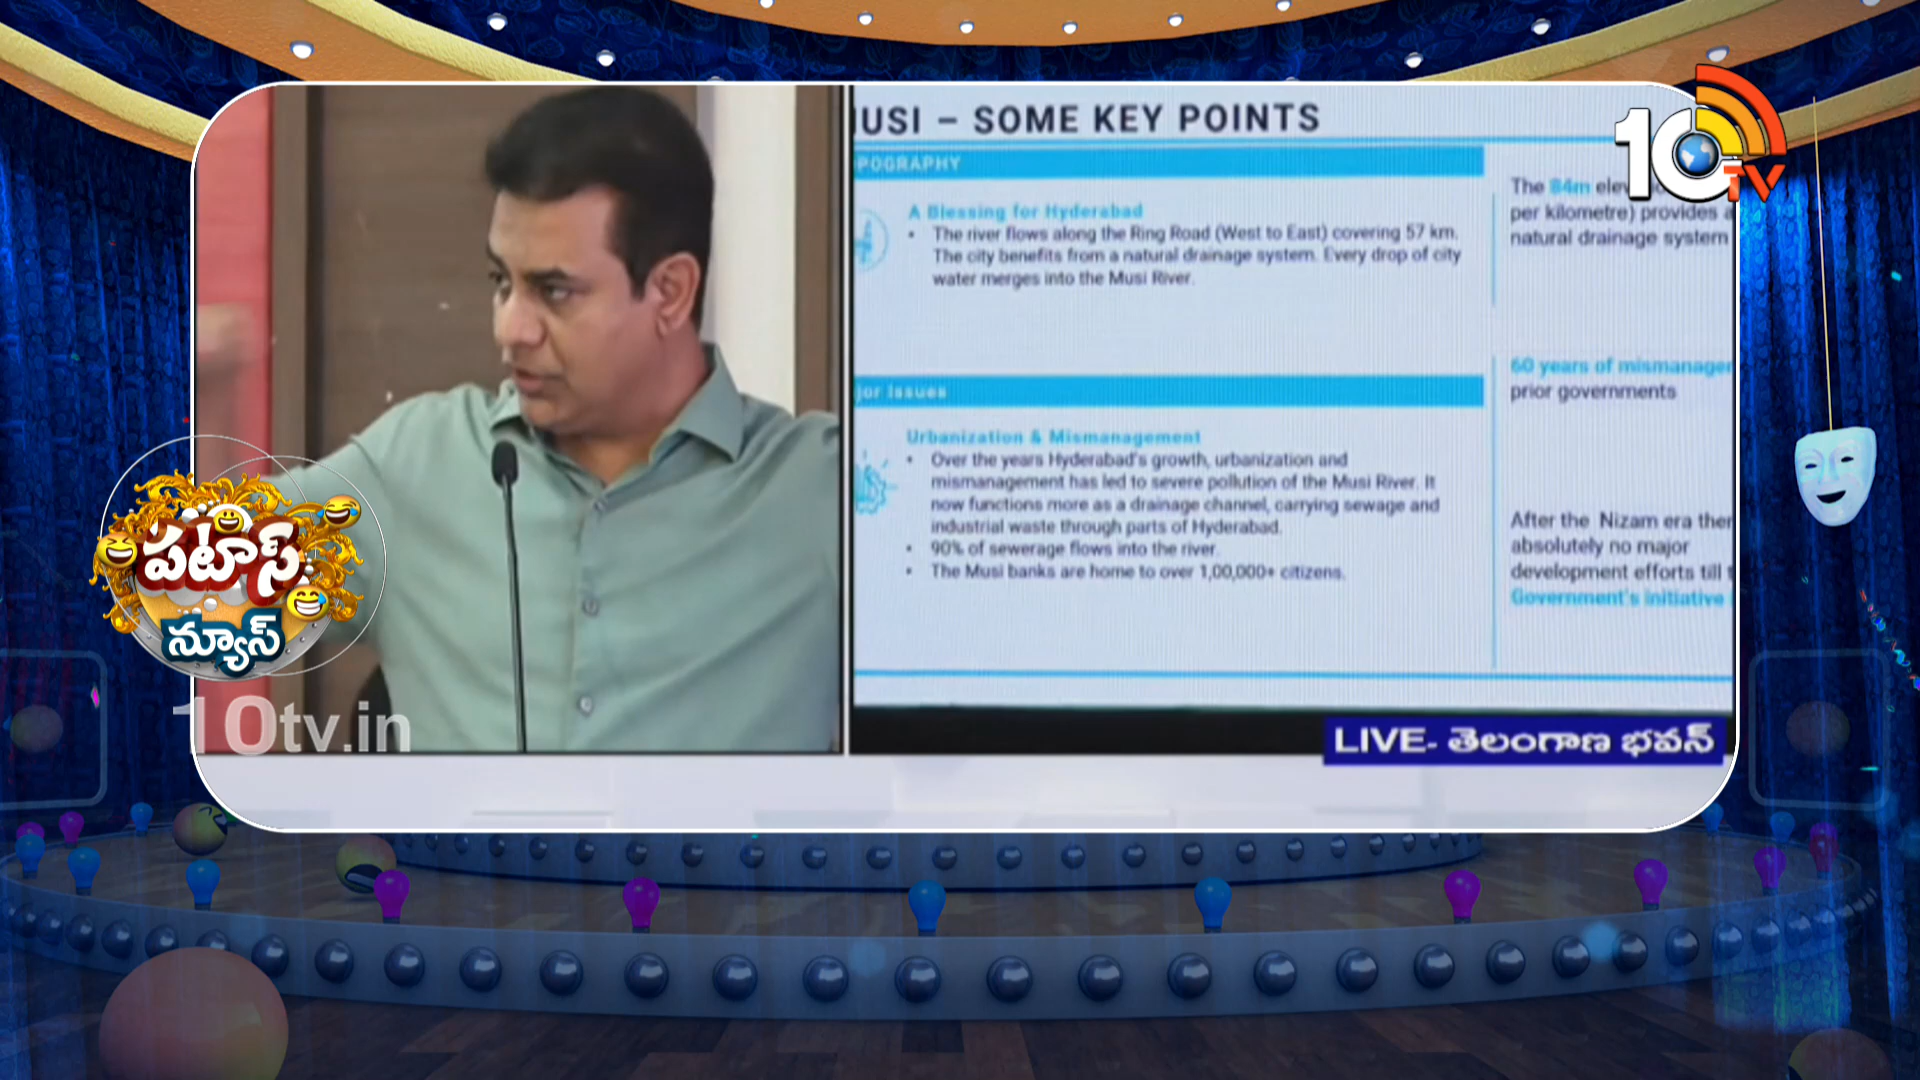 USI – SOME KEY POINTS
POGRAPHY
A Blessing for Hyderabad
• The river flows along the Ring Road (West to East) covering 57 km.
The city benefits from a natural drainage system. Every drop of city
water merges into the Musi River.
jor Issues
Urbanization & Mismanagement
• Over the years Hyderabad's growth, urbanization and
mismanagement has led to severe pollution of the Musi River. It
now functions more as a drainage channel, carrying sewage and
industrial waste through parts of Hyderabad.
• 90% of sewerage flows into the river.
• The Musi banks are home to over 1,00,000+ citizens.
The 84m
per kilometre) provides a
natural drainage system
60 years of mismanage
prior governments
After the Nizam era ther
absolutely no major
development efforts till
Government's initiative
10TV
పటాస్
న్యూస్
10tv.in
LIVE- తెలంగాణ భవన్